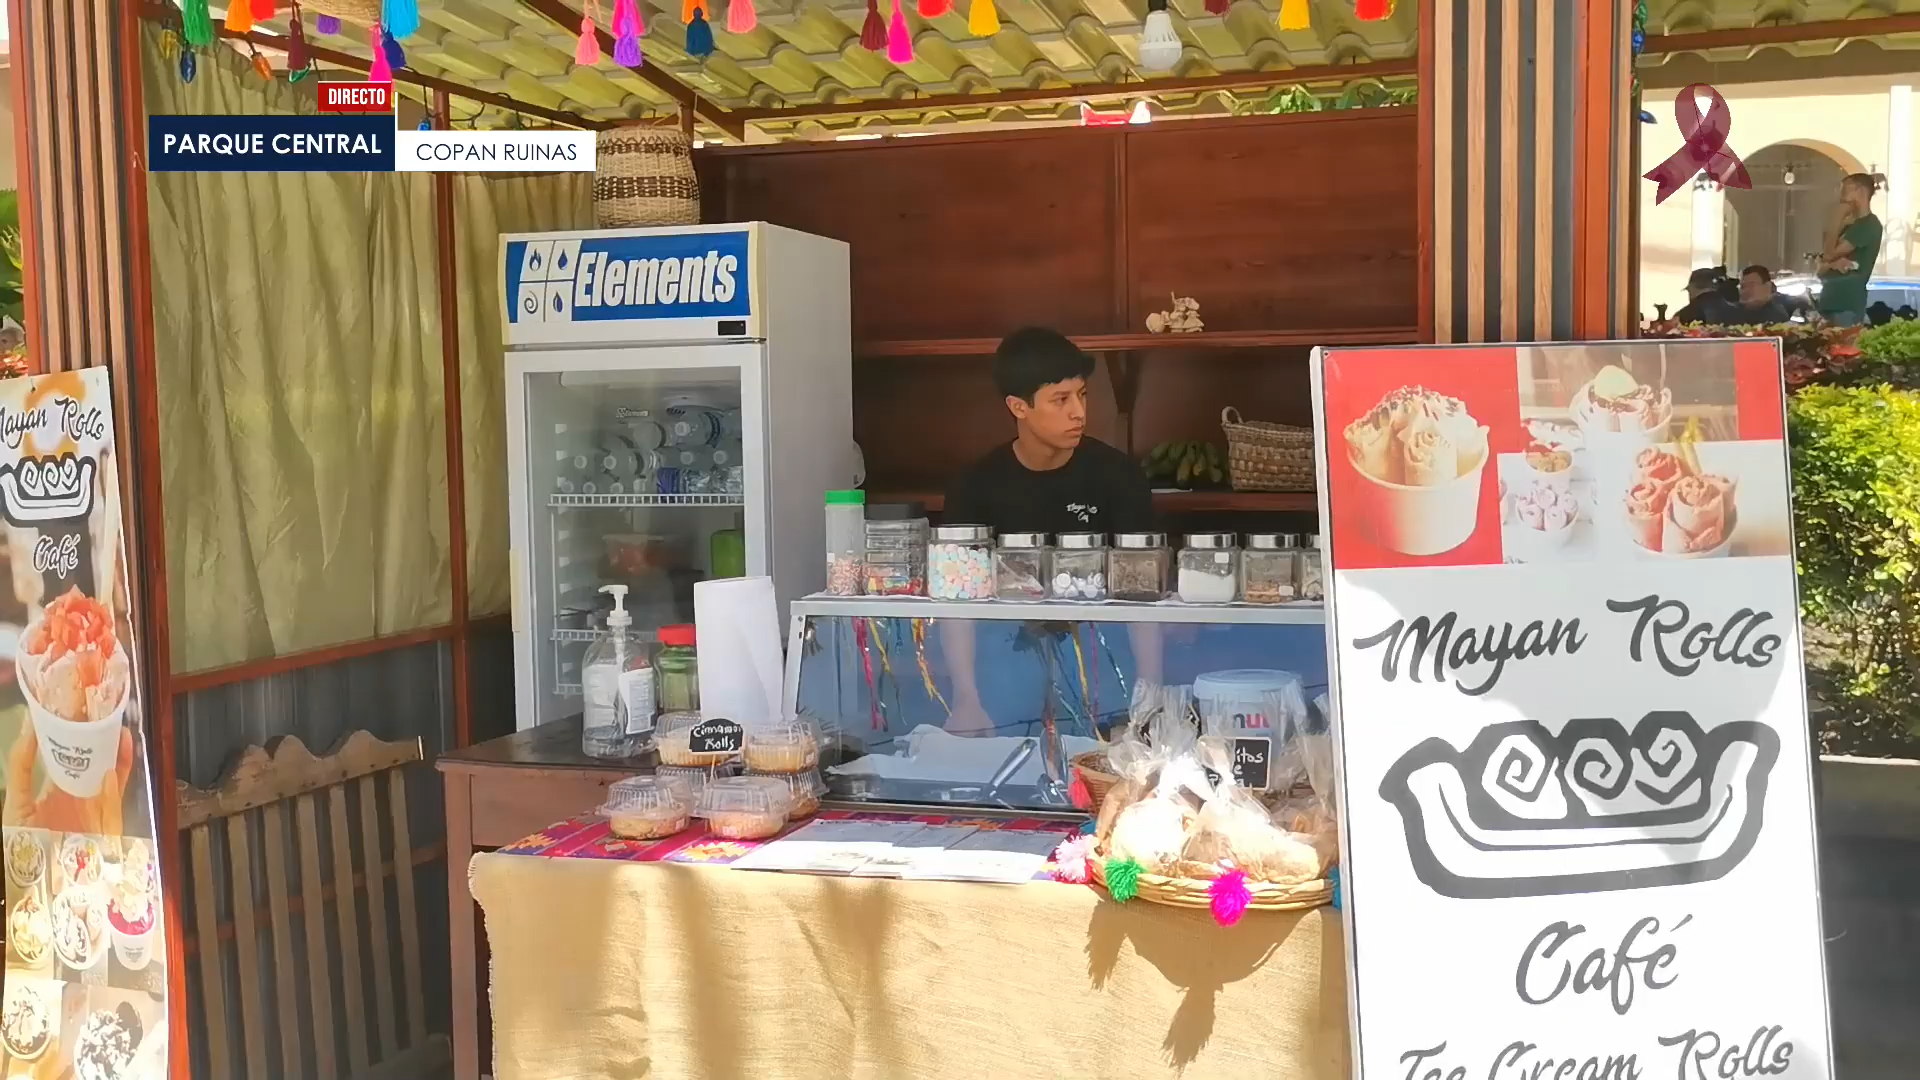 DIRECTO
PARQUE CENTRAL
COPAN RUINAS
Elements
Mayan Rolls
Café
Cinnamon
Rolls
Mayan Rolls
Café
Ice Cream Rolls